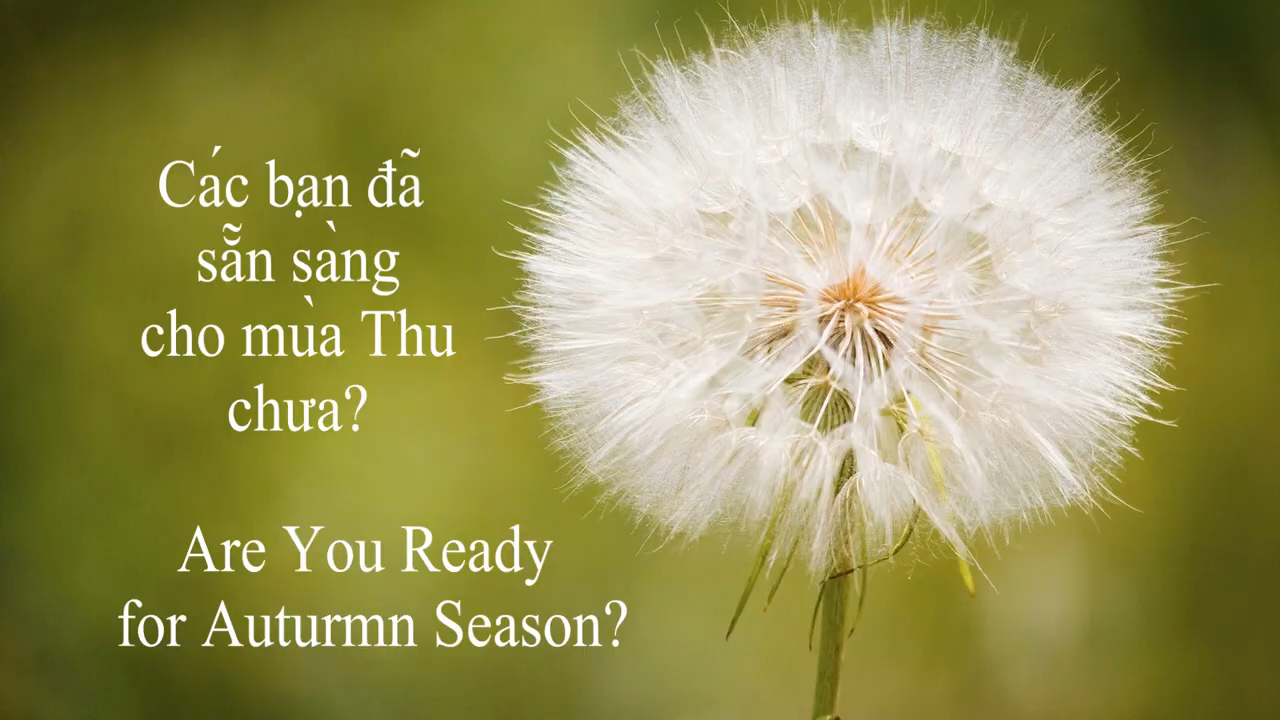 Các bạn đã
sẵn sàng
cho mùa Thu
chưa?
Are You Ready
for Auturmn Season?